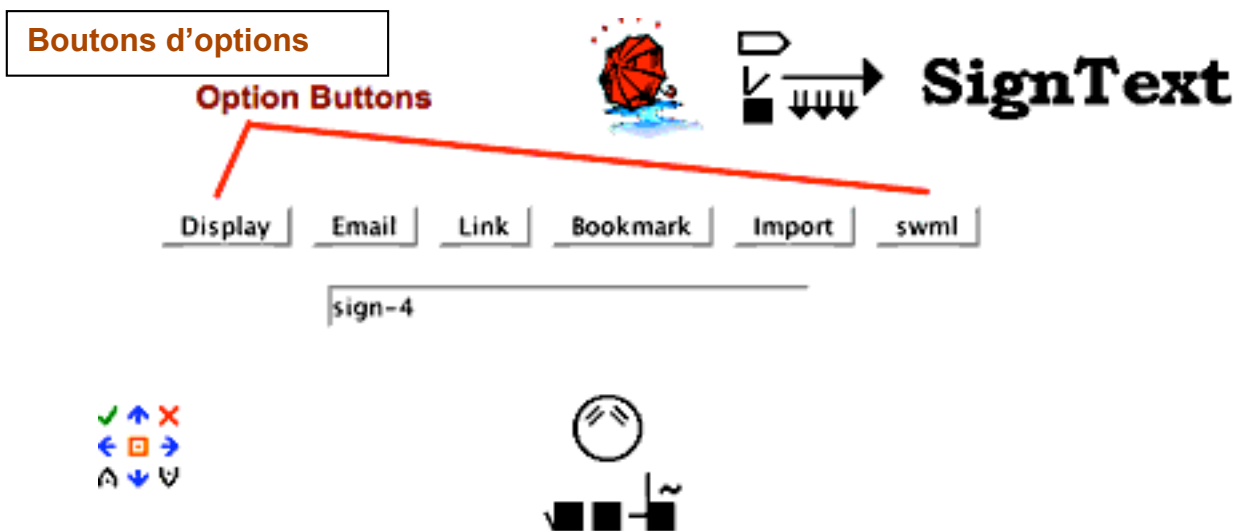 Boutons d’options
Option Buttons
SignText
Display Email Link Bookmark Import swml
sign-4